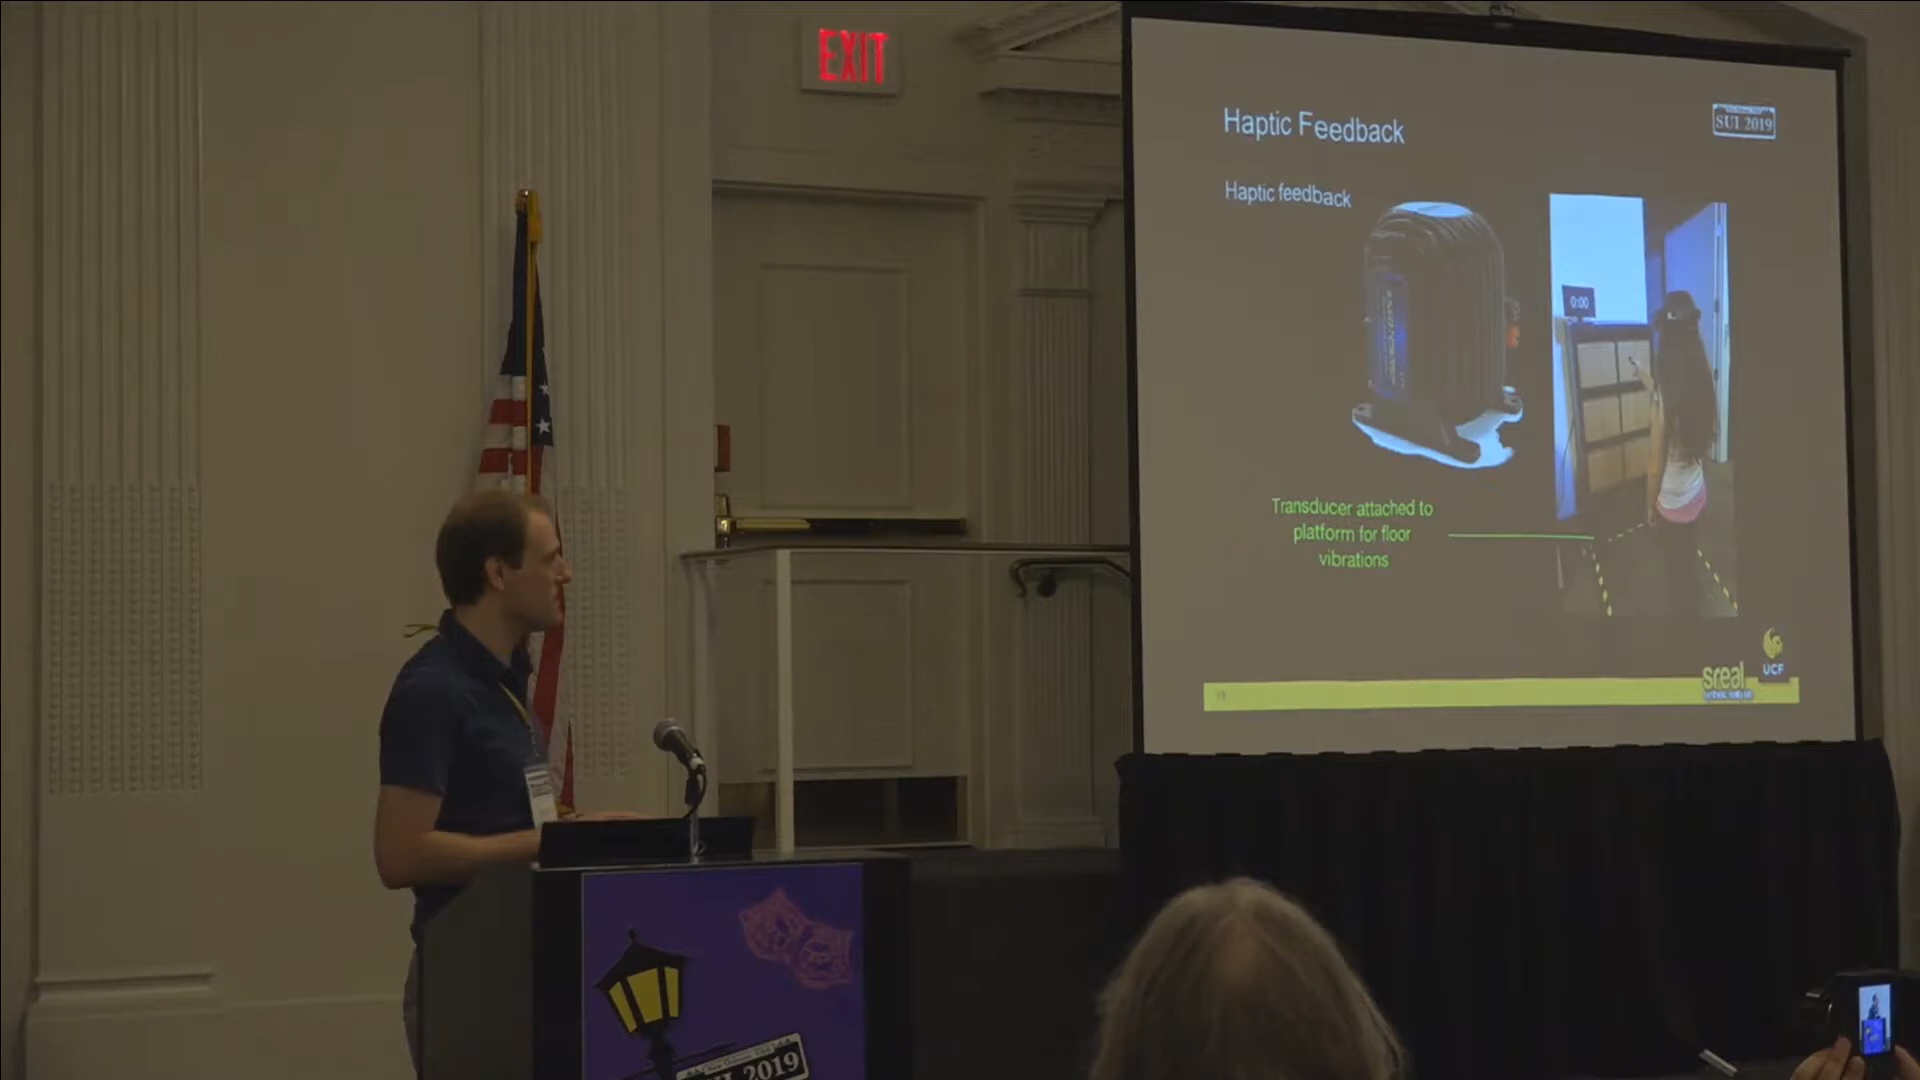 EXIT
Haptic Feedback
SUI 2019
Haptic feedback
0:00
Transducer attached to
platform for floor
vibrations
sreal
UCF
2019